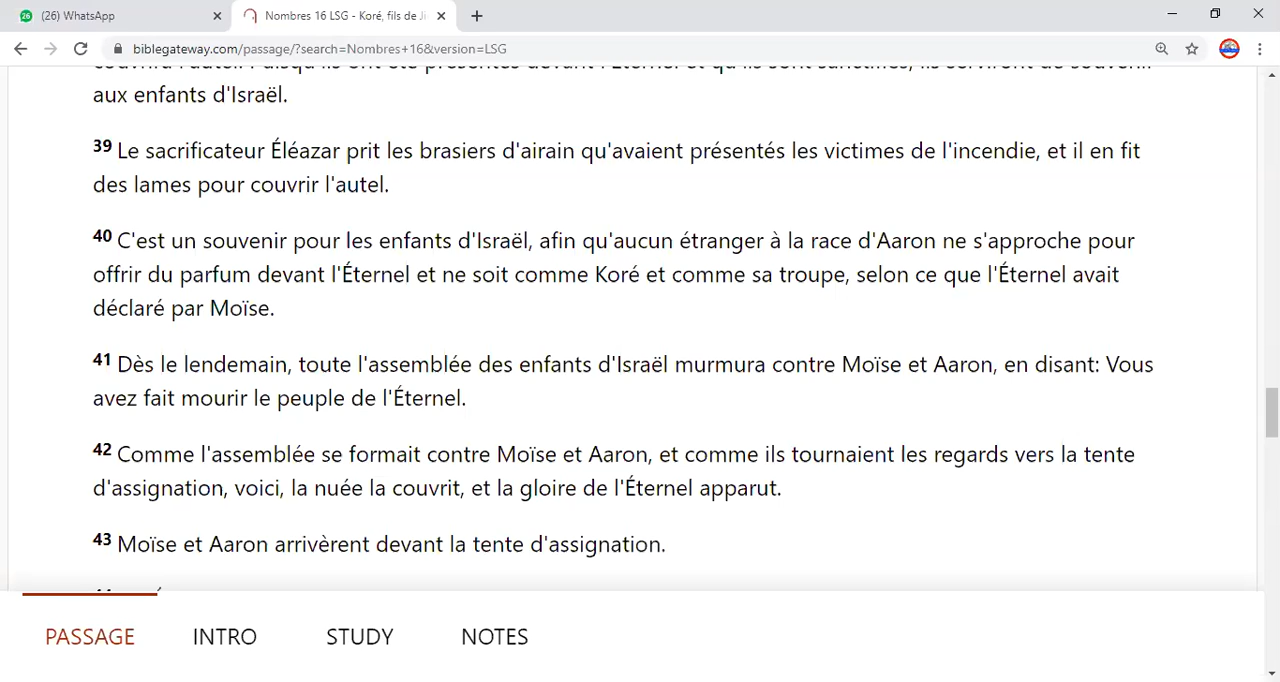 (26) WhatsApp
Nombres 16 LSG - Koré, fils de Ji
biblegateway.com/passage/?search=Nombres+16&version=LSG
aux enfants d'Israël.
39 Le sacrificateur Éléazar prit les brasiers d'airain qu'avaient présentés les victimes de l'incendie, et il en fit
des lames pour couvrir l'autel.
40 C'est un souvenir pour les enfants d'Israël, afin qu'aucun étranger à la race d'Aaron ne s'approche pour
offrir du parfum devant l'Éternel et ne soit comme Koré et comme sa troupe, selon ce que l'Éternel avait
déclaré par Moïse.
41 Dès le lendemain, toute l'assemblée des enfants d'Israël murmura contre Moïse et Aaron, en disant: Vous
avez fait mourir le peuple de l'Éternel.
42 Comme l'assemblée se formait contre Moïse et Aaron, et comme ils tournaient les regards vers la tente
d'assignation, voici, la nuée la couvrit, et la gloire de l'Éternel apparut.
43 Moïse et Aaron arrivèrent devant la tente d'assignation.
PASSAGE INTRO STUDY NOTES